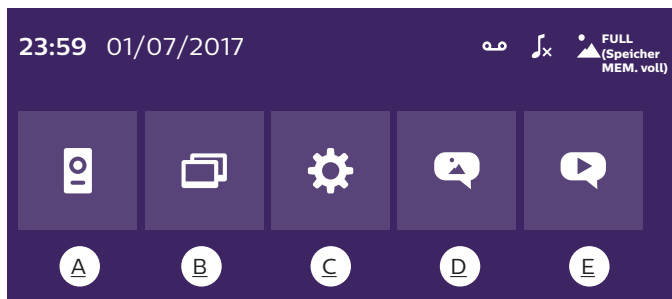 23:59 01/07/2017
FULL
(Speicher
MEM. voll)
A B C D E